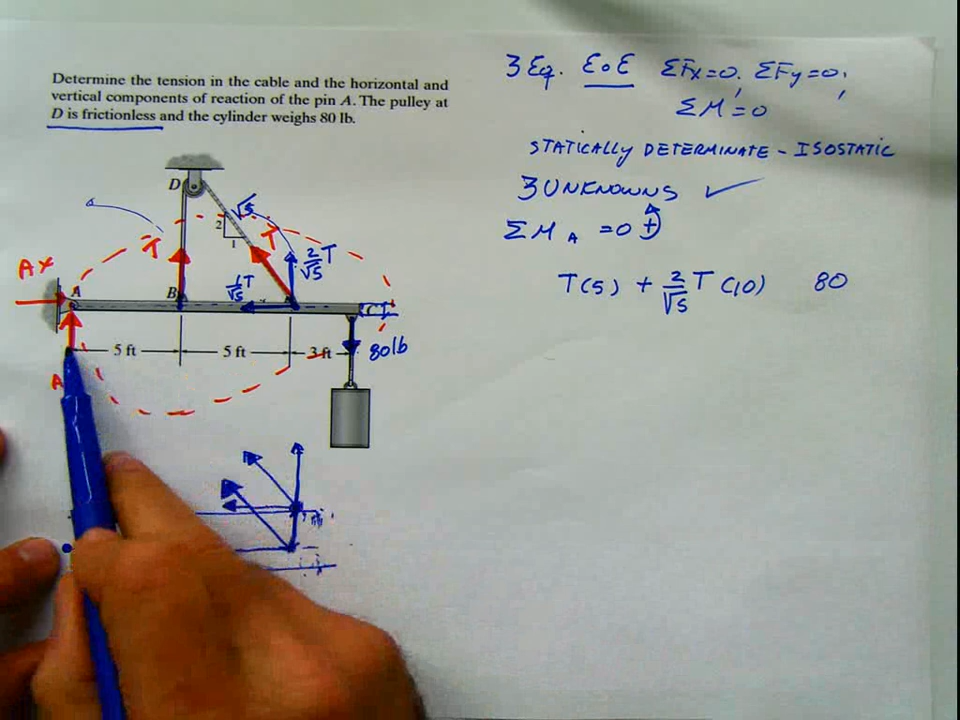 Determine the tension in the cable and the horizontal and
vertical components of reaction of the pin A. The pulley at
D is frictionless and the cylinder weighs 80 lb.
3 Eq. EoE ΣFx=0, ΣFy=0,
ΣM=0
STATICALLY DETERMINATE - ISOSTATIC
3 UNKNOWNS ✓
ΣM A =0 +
T(5) + 2/√5 T (10) 80
D
√5
2
1
T
T
2/√5 T
1/√5 T
Ax
A
B
C
5 ft
5 ft
3 ft
80lb
A